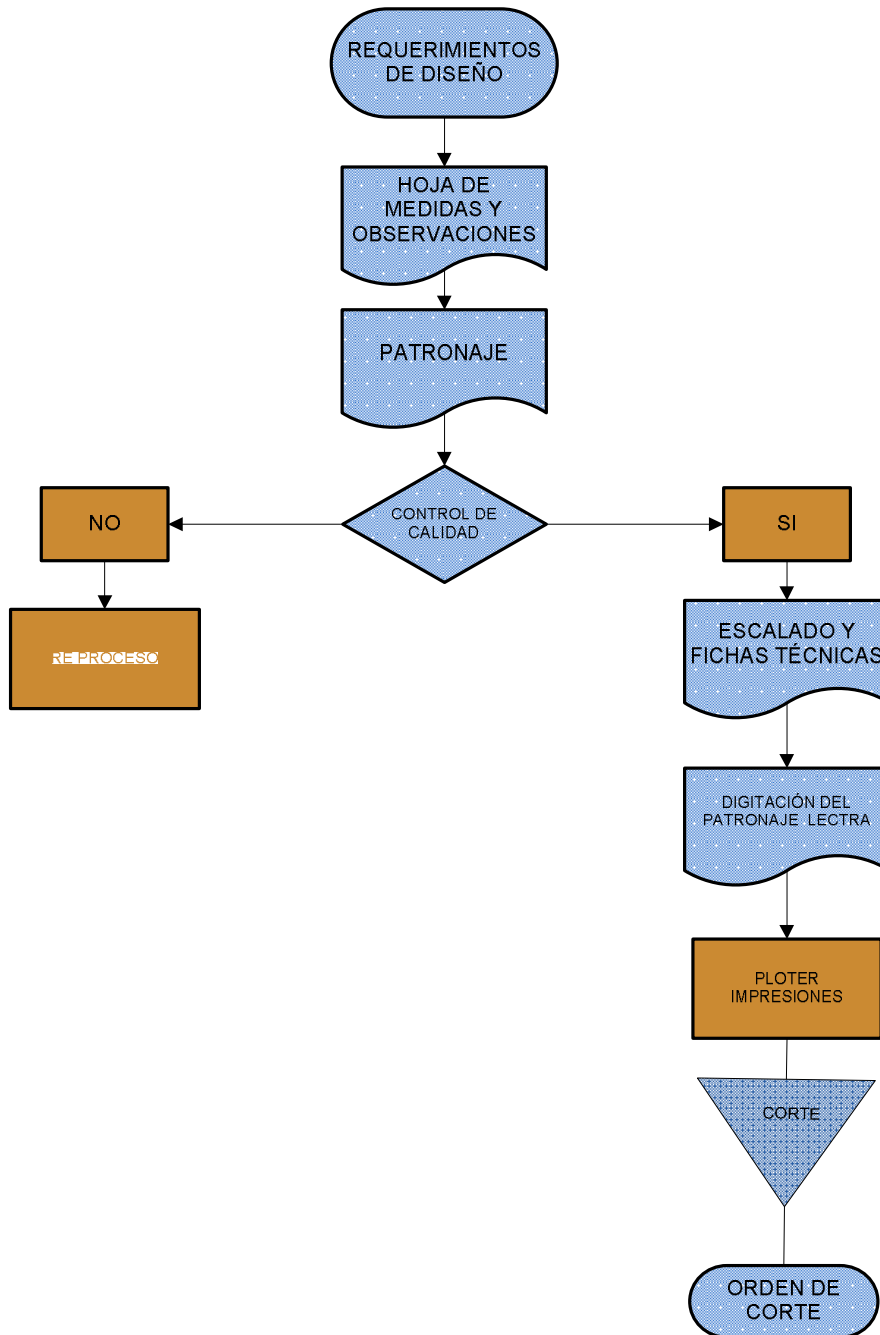 REQUERIMIENTOS
DE DISEÑO
HOJA DE
MEDIDAS Y
OBSERVACIONES
PATRONAJE
CONTROL DE
CALIDAD
NO
SI
RE PROCESO
ESCALADO Y
FICHAS TÉCNICAS
DIGITACIÓN DEL
PATRONAJE LECTRA
PLOTER
IMPRESIONES
CORTE
ORDEN DE
CORTE